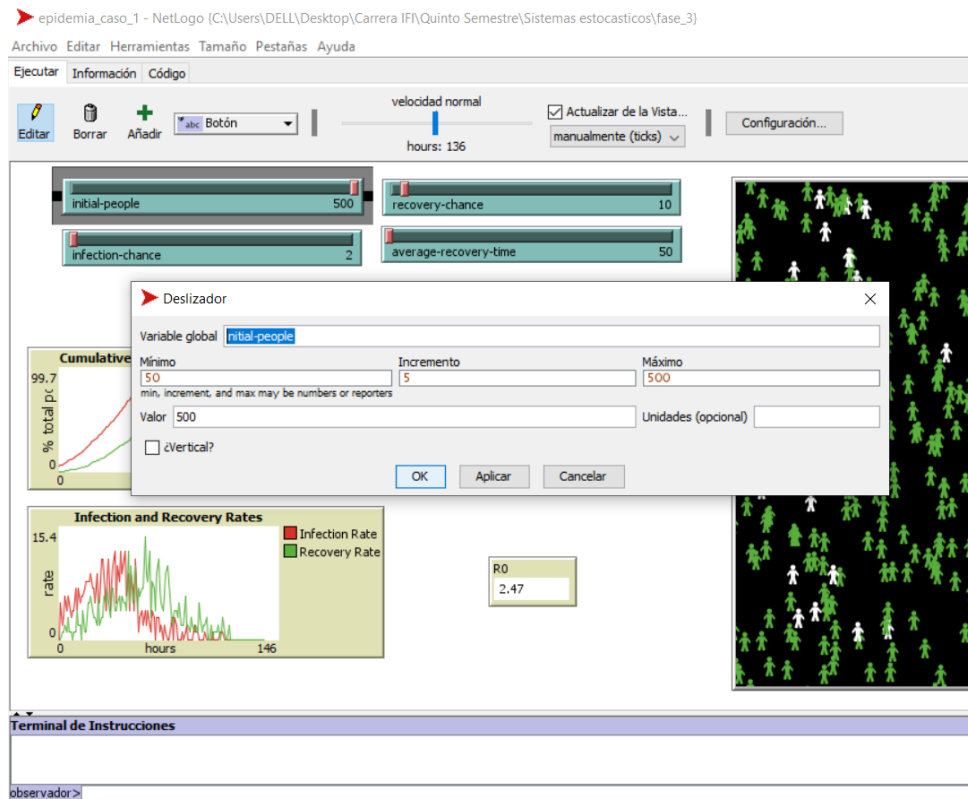 epidemia_caso_1 - NetLogo {C:\Users\DELL\Desktop\Carrera IFI\Quinto Semestre\Sistemas estocasticos\fase_3}
Archivo Editar Herramientas Tamaño Pestañas Ayuda
Ejecutar Información Código
Editar Borrar Añadir abc Botón
velocidad normal
hours: 136
Actualizar de la Vista...
manualmente (ticks)
Configuración...
initial-people 500
recovery-chance 10
infection-chance 2
average-recovery-time 50
Deslizador
Variable global nitial-people
Mínimo Incremento Máximo
50 5 500
min, increment, and max may be numbers or reporters
Valor 500 Unidades (opcional)
¿Vertical?
OK Aplicar Cancelar
Cumulative
99.7
% total pc
0
0
Infection and Recovery Rates
15.4
rate
0
0 hours 146
Infection Rate
Recovery Rate
R0
2.47
Terminal de Instrucciones
observador>